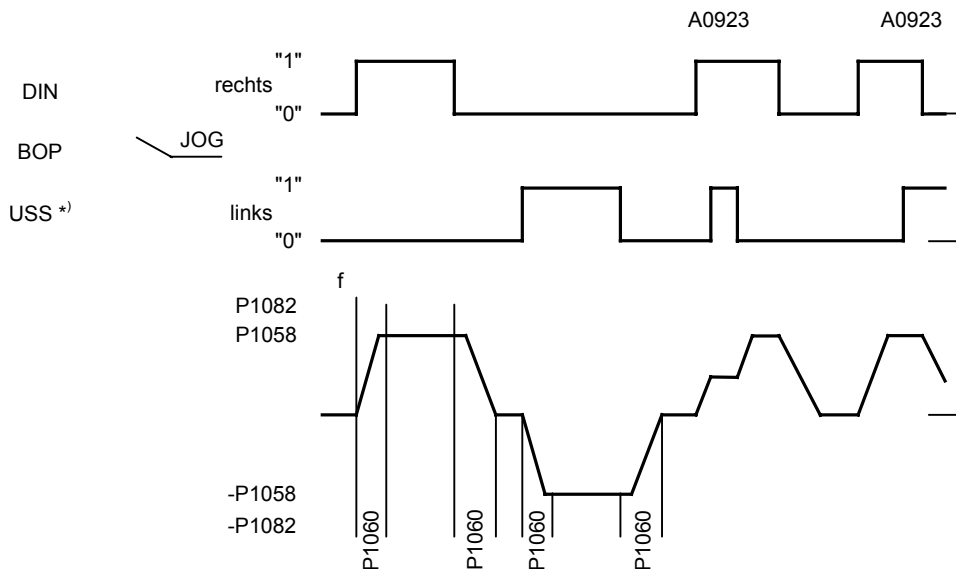 A0923 A0923
"1"
DIN rechts
"0"
BOP JOG
"1"
USS *) links
"0"
f
P1082
P1058
-P1058
-P1082
P1060 P1060 P1060 P1060